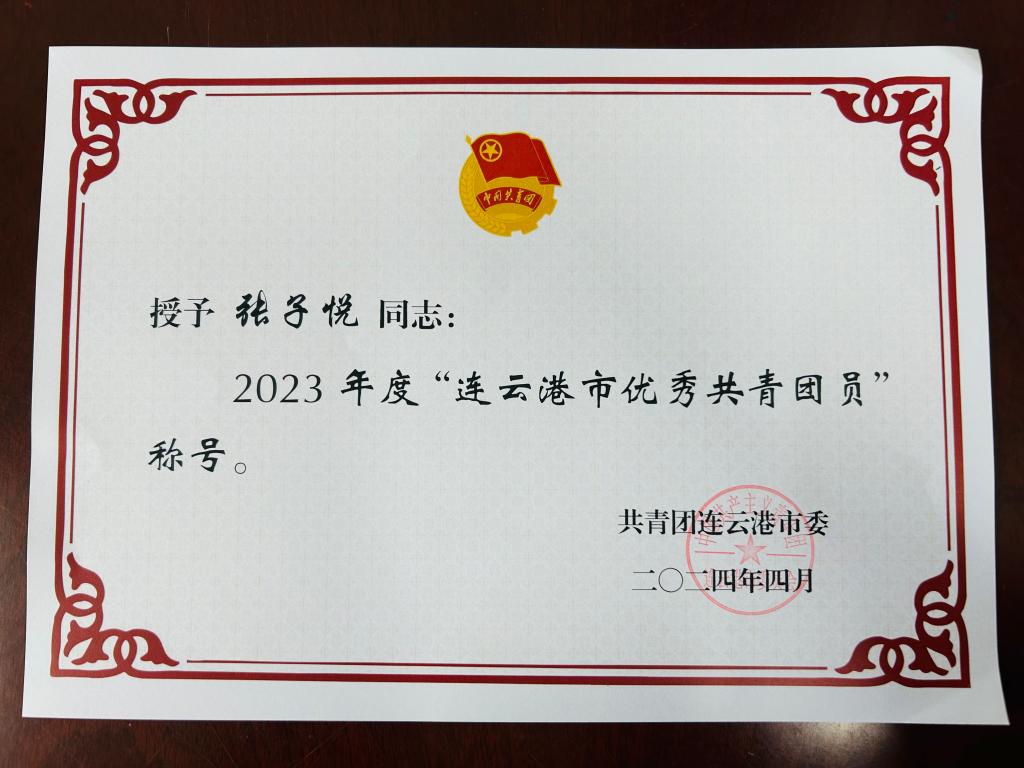 中国共青团
授予 张子悦 同志：
2023 年度“连云港市优秀共青团员”
称号。
共青团连云港市委
二〇二四年四月